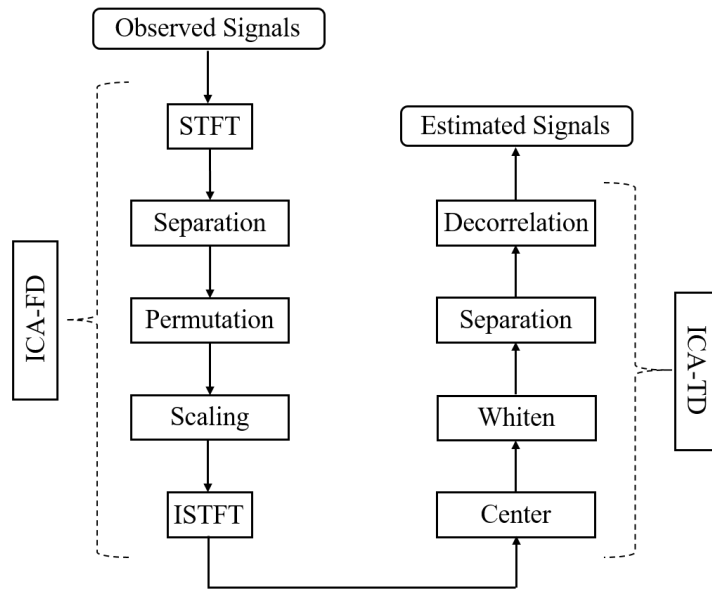 Observed Signals
STFT
Separation
Permutation
Scaling
ISTFT
ICA-FD
Estimated Signals
Decorrelation
Separation
Whiten
Center
ICA-TD